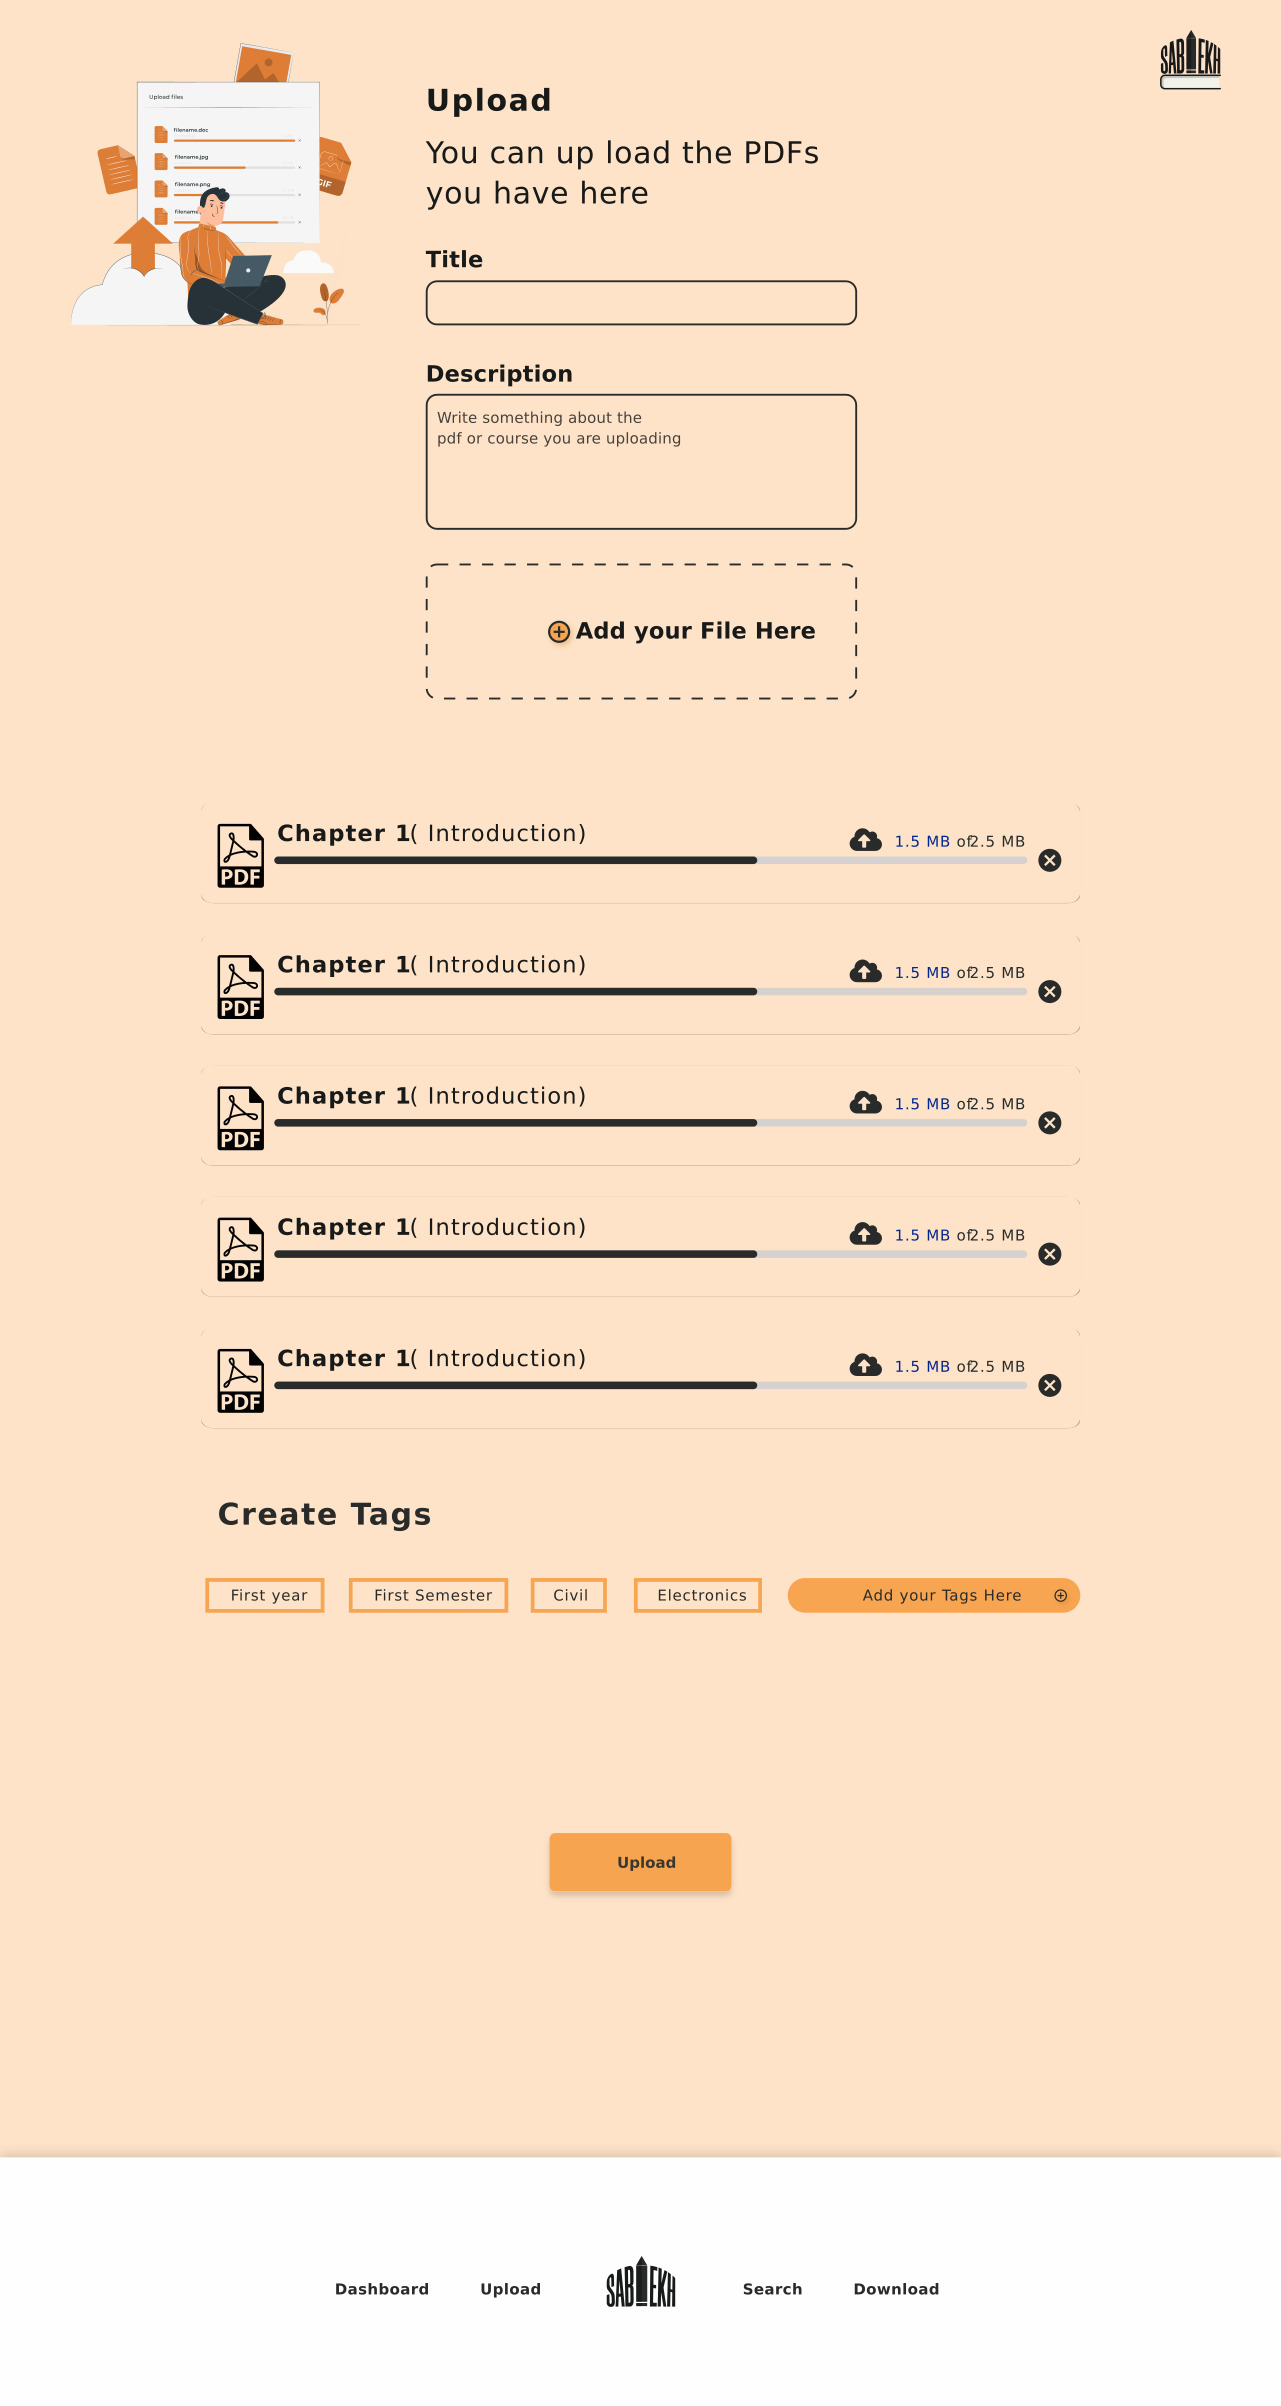 SAB EKH
Upload files
filename.doc
filename.jpg
filename.png
filename
GIF
Upload
You can up load the PDFs
you have here
Title
Description
Write something about the
pdf or course you are uploading
Add your File Here
Chapter 1( Introduction)
1.5 MB of2.5 MB
PDF
Chapter 1( Introduction)
1.5 MB of2.5 MB
PDF
Chapter 1( Introduction)
1.5 MB of2.5 MB
PDF
Chapter 1( Introduction)
1.5 MB of2.5 MB
PDF
Chapter 1( Introduction)
1.5 MB of2.5 MB
PDF
Create Tags
First year First Semester Civil Electronics Add your Tags Here
Upload
Dashboard Upload SAB EKH Search Download